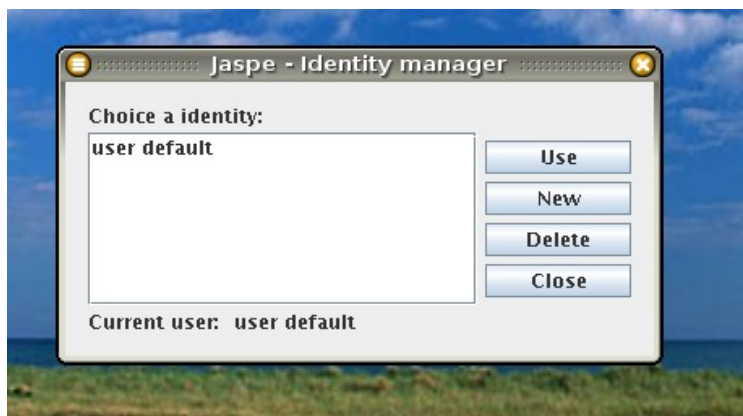 Jaspe - Identity manager
Choice a identity:
user default
Use
New
Delete
Close
Current user: user default